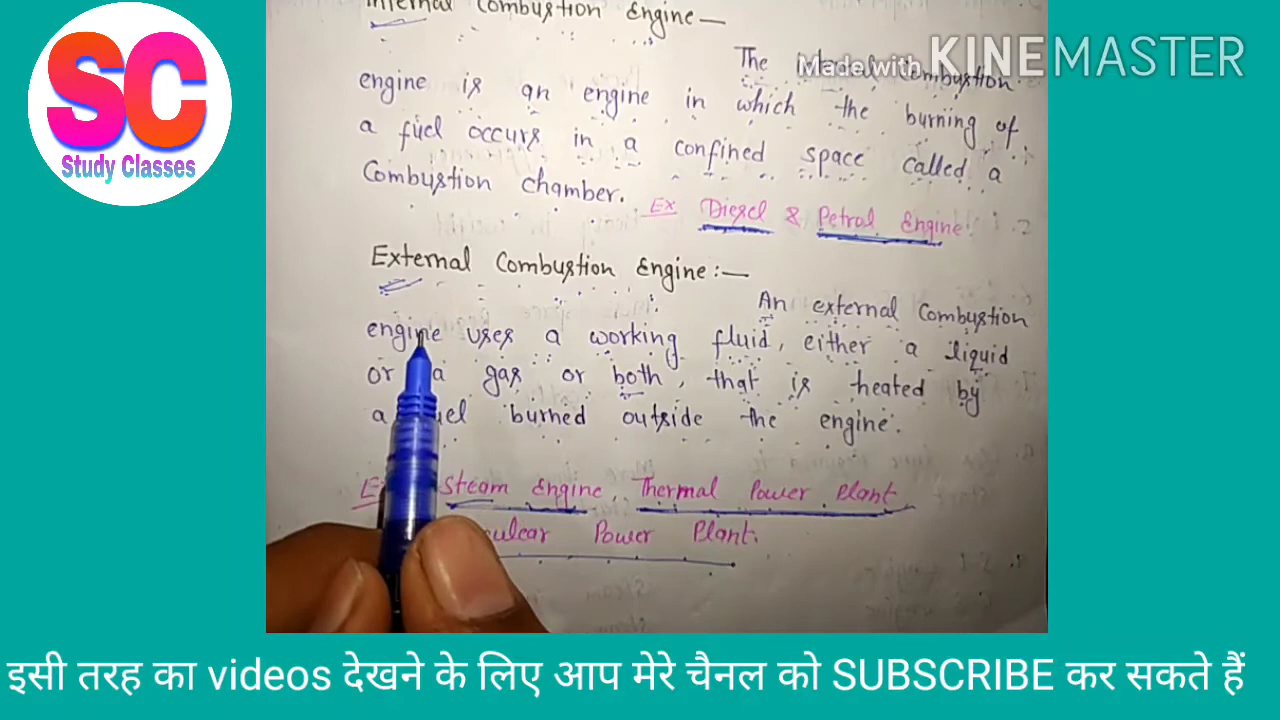 SC
Study Classes
Made with KINEMASTER
Internal Combustion Engine —
The Internal Combustion
engine is an engine in which the burning of
a fuel occurs in a confined space called a
Combustion chamber.
Ex Diesel & Petrol Engine
External Combustion Engine :—
An external combustion
engine uses a working fluid, either a liquid
or a gas or both, that is heated by
a burned outside the engine.
Steam Engine, Thermal Power Plant
Power Plant.
इसी तरह का videos देखने के लिए आप मेरे चैनल को SUBSCRIBE कर सकते हैं